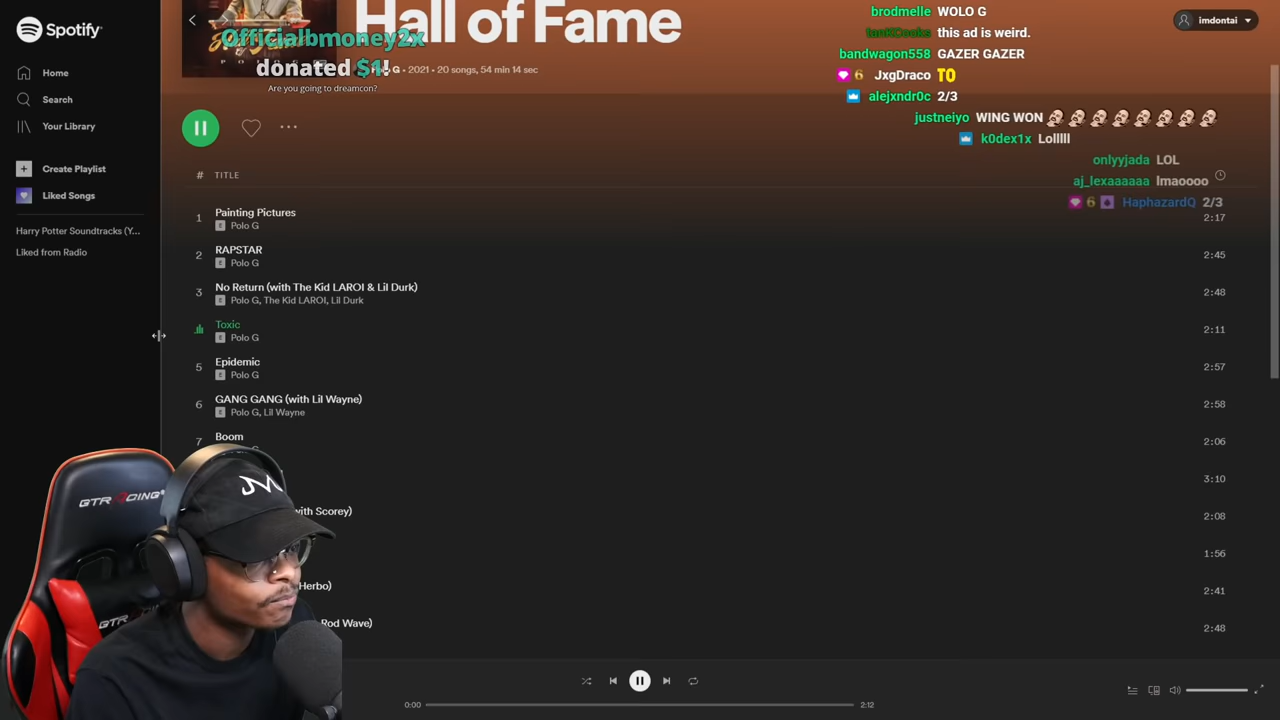 Spotify
Home
Search
Your Library
Create Playlist
Liked Songs
Harry Potter Soundtracks (Y...
Liked from Radio
Hall of Fame
Officialbmoney2x
donated $1!
Are you going to dreamcon?
G • 2021 • 20 songs, 54 min 14 sec
imdontai
brodmelle WOLO G
this ad is weird.
bandwagon558 GAZER GAZER
6 JxgDraco TO
alejxndr0c 2/3
justneiyo WING WON
k0dex1x Lolllll
onlyyjada LOL
aj_lexaaaaaa lmaoooo
6 HaphazardQ 2/3
# TITLE
1 Painting Pictures 2:17
E Polo G
2 RAPSTAR 2:45
E Polo G
3 No Return (with The Kid LAROI & Lil Durk) 2:48
E Polo G, The Kid LAROI, Lil Durk
Toxic 2:11
E Polo G
5 Epidemic 2:57
E Polo G
6 GANG GANG (with Lil Wayne) 2:58
E Polo G, Lil Wayne
7 Boom 2:06
3:10
with Scorey) 2:08
1:56
Herbo) 2:41
Rod Wave) 2:48
GTR
GTR
0:00 2:12